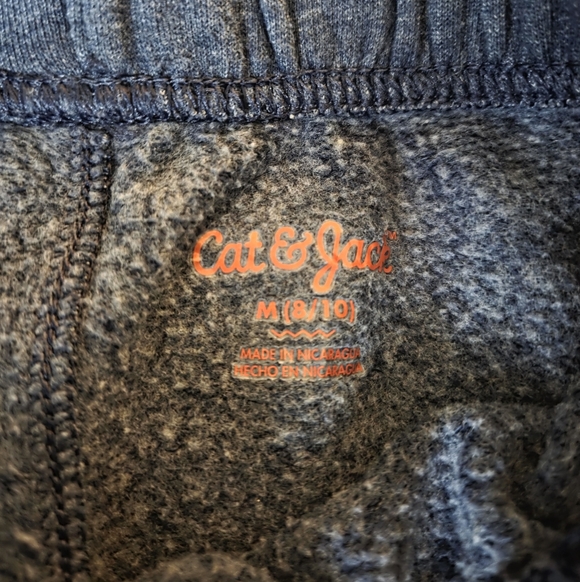 Cat & Jack
M (8/10)
MADE IN NICARAGUA
HECHO EN NICARAGUA